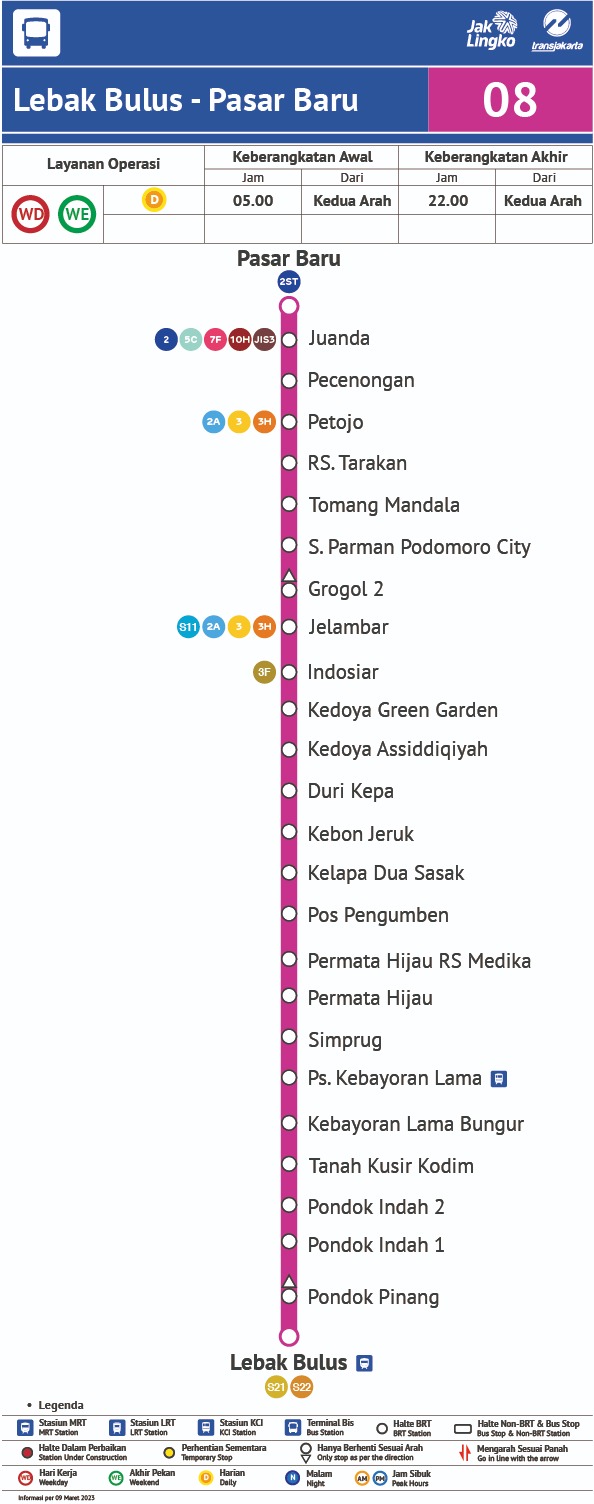 Jak
Lingko
transjakarta
Lebak Bulus - Pasar Baru
08
Layanan Operasi
Keberangkatan Awal
Keberangkatan Akhir
Jam
Dari
Jam
Dari
WD
WE
D
05.00
Kedua Arah
22.00
Kedua Arah
Pasar Baru
2ST
2 5C 7F 10H JIS3 Juanda
Pecenongan
2A 3 3H Petojo
RS. Tarakan
Tomang Mandala
S. Parman Podomoro City
Grogol 2
S11 2A 3 3H Jelambar
3F Indosiar
Kedoya Green Garden
Kedoya Assiddiqiyah
Duri Kepa
Kebon Jeruk
Kelapa Dua Sasak
Pos Pengumben
Permata Hijau RS Medika
Permata Hijau
Simprug
Ps. Kebayoran Lama
Kebayoran Lama Bungur
Tanah Kusir Kodim
Pondok Indah 2
Pondok Indah 1
Pondok Pinang
Lebak Bulus
S21 S22
• Legenda
Stasiun MRT
MRT Station
Stasiun LRT
LRT Station
Stasiun KCI
KCI Station
Terminal Bis
Bus Station
Halte BRT
BRT Station
Halte Non-BRT & Bus Stop
Bus Stop & Non-BRT Station
Halte Dalam Perbaikan
Station Under Construction
Perhentian Sementara
Temporary Stop
Hanya Berhenti Sesuai Arah
Only stop as per the direction
Mengarah Sesuai Panah
Go in Line with the arrow
WD Hari Kerja
Weekday
WE Akhir Pekan
Weekend
D Harian
Daily
N Malam
Night
AM PM Jam Sibuk
Peak Hours
Informasi per 09 Maret 2023